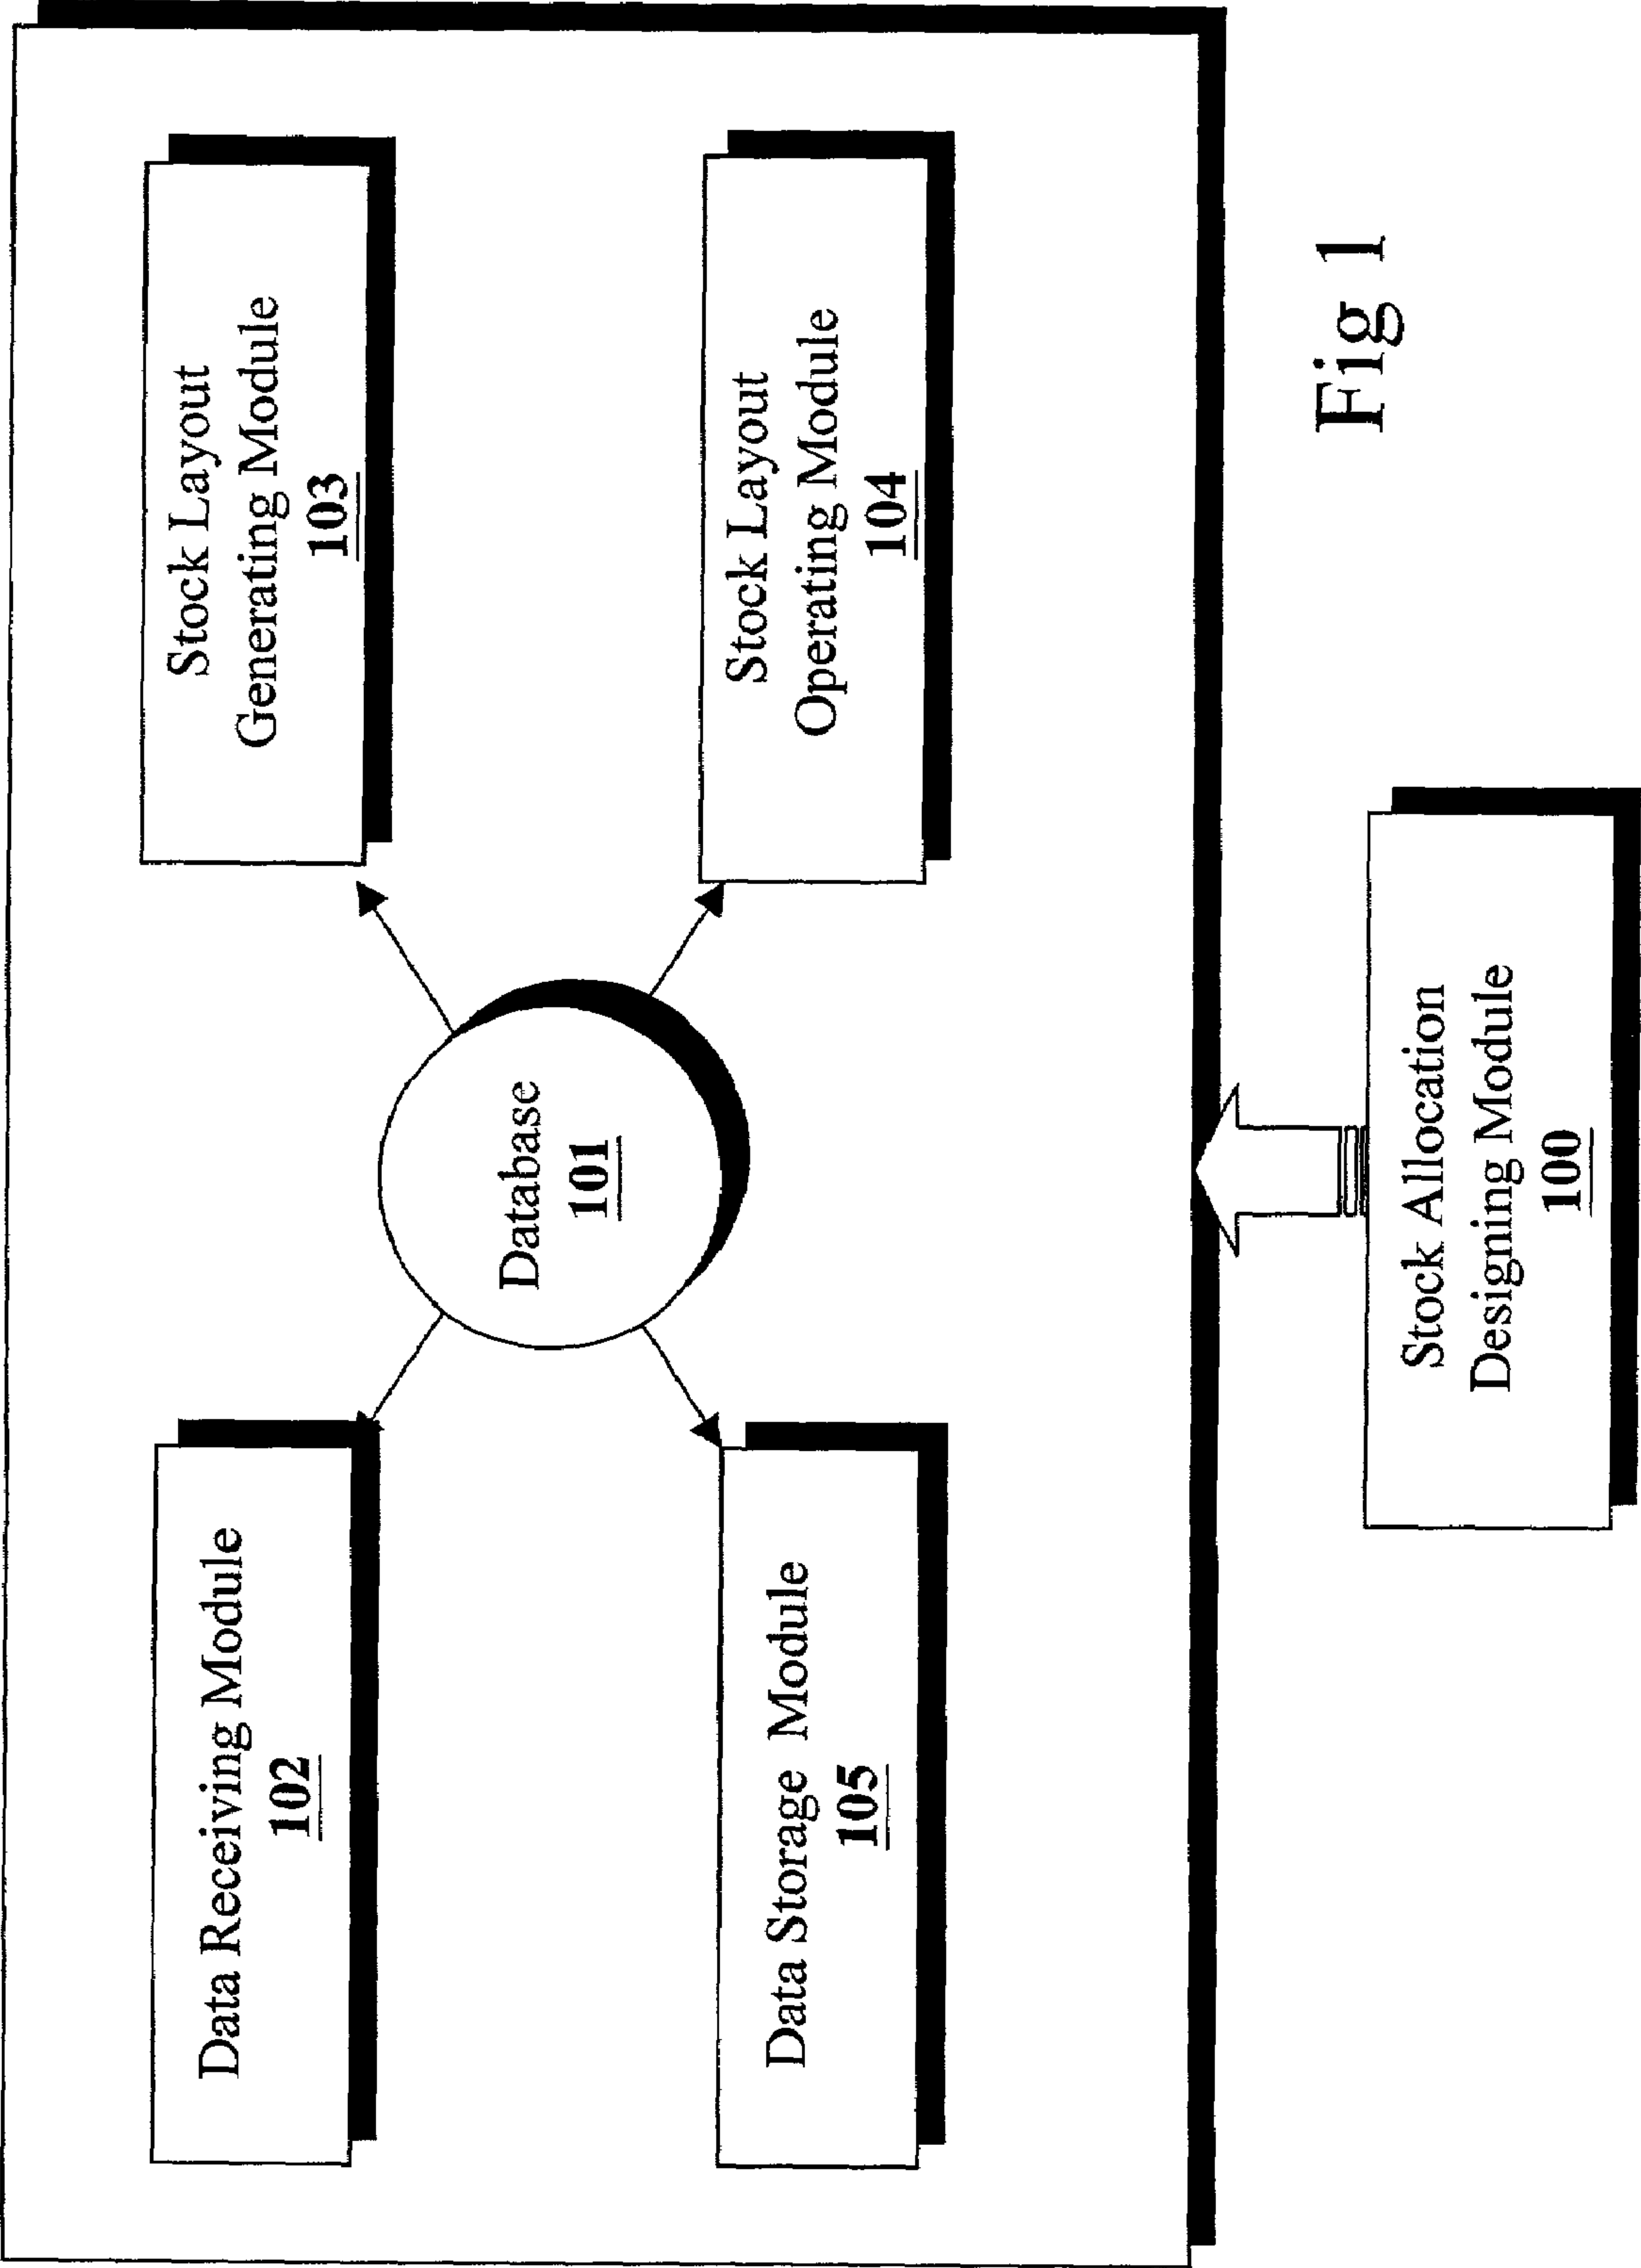 Data Receiving Module
102
Stock Layout
Generating Module
103
Database
101
Data Storage Module
105
Stock Layout
Operating Module
104
Stock Allocation
Designing Module
100
Fig 1